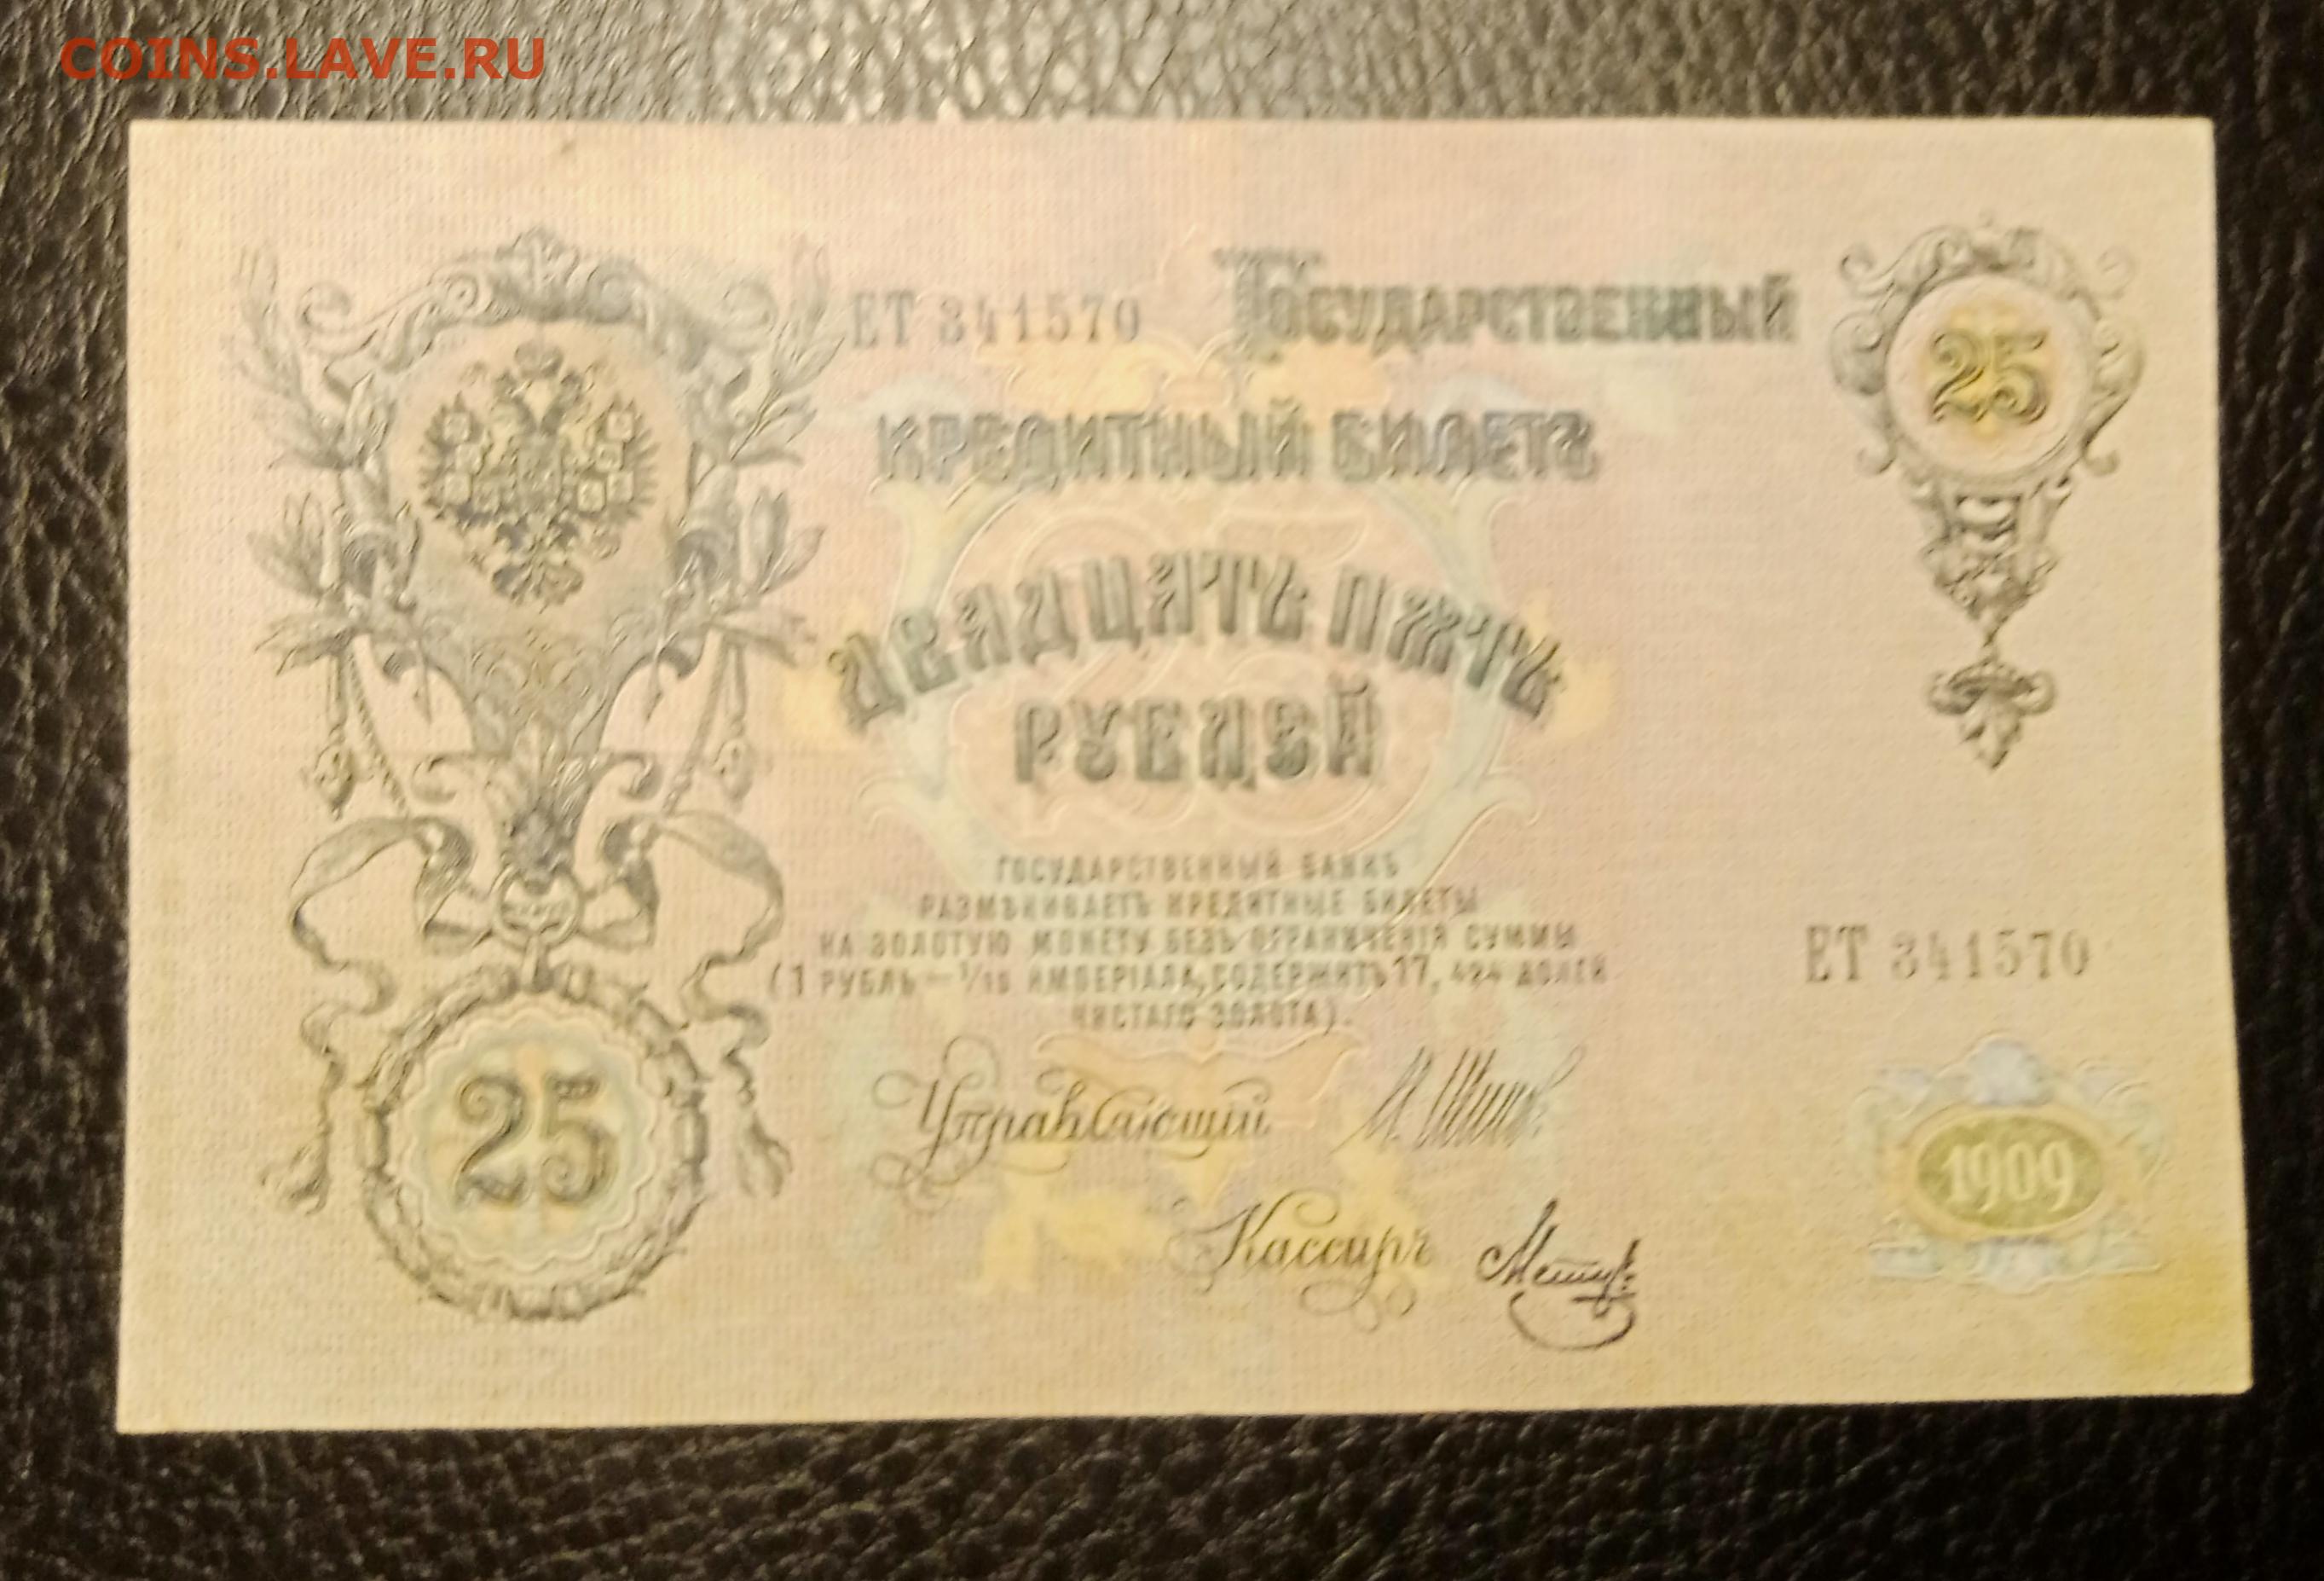 COINS.LAVE.RU
ЕТ 341570 ГОСУДАРСТВЕННЫЙ
КРЕДИТНЫЙ БИЛЕТЪ
25
ДВАДЦАТЬ ПЯТЬ
РУБЛЕЙ
ГОСУДАРСТВЕННЫЙ БАНКЪ
РАЗМѢНИВАЕТЪ КРЕДИТНЫЕ БИЛЕТЫ
НА ЗОЛОТУЮ МОНЕТУ БЕЗЪ ОГРАНИЧЕНІЯ СУММЫ
(1 РУБЛЬ = 1/15 ИМПЕРІАЛА, СОДЕРЖИТЪ 17, 424 ДОЛЕЙ
ЧИСТАГО ЗОЛОТА).
ЕТ 341570
25
Управляющій
Кассиръ
1909